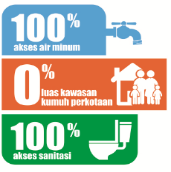 100%
akses air minum
0%
luas kawasan
kumuh perkotaan
100%
akses sanitasi